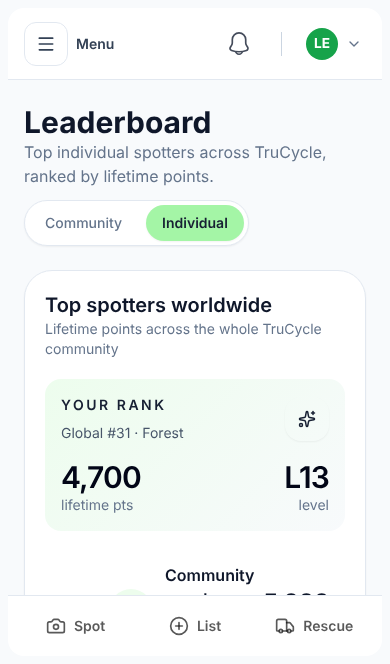 Menu
LE
Leaderboard
Top individual spotters across TruCycle,
ranked by lifetime points.
Community
Individual
Top spotters worldwide
Lifetime points across the whole TruCycle
community
YOUR RANK
Global #31 · Forest
4,700
L13
lifetime pts
level
Community
Spot
List
Rescue